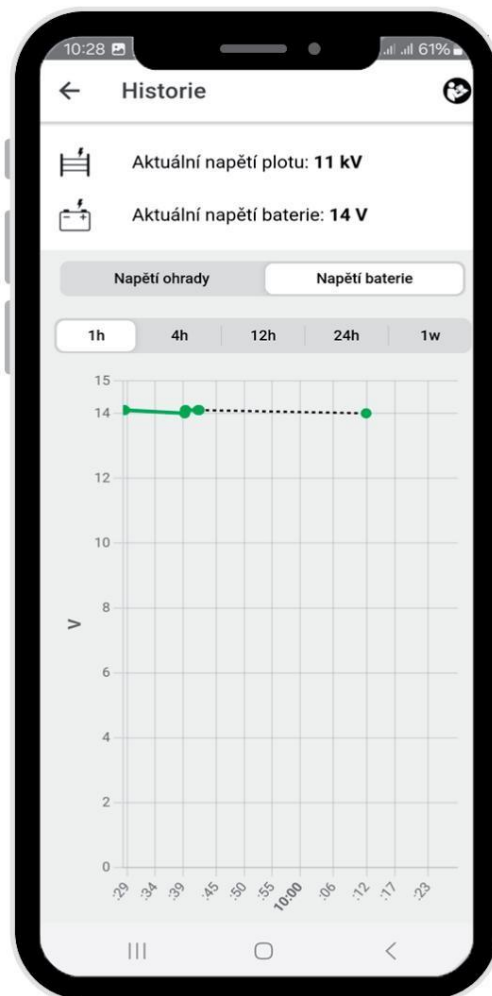 10:28 61%
Historie
Aktuální napětí plotu: 11 kV
- +
Aktuální napětí baterie: 14 V
Napětí ohrady Napětí baterie
1h 4h 12h 24h 1w
15
14
12
10
8
V
6
4
2
0
:29 :34 :39 :45 :50 :55 10:00 :06 :12 :17 :23